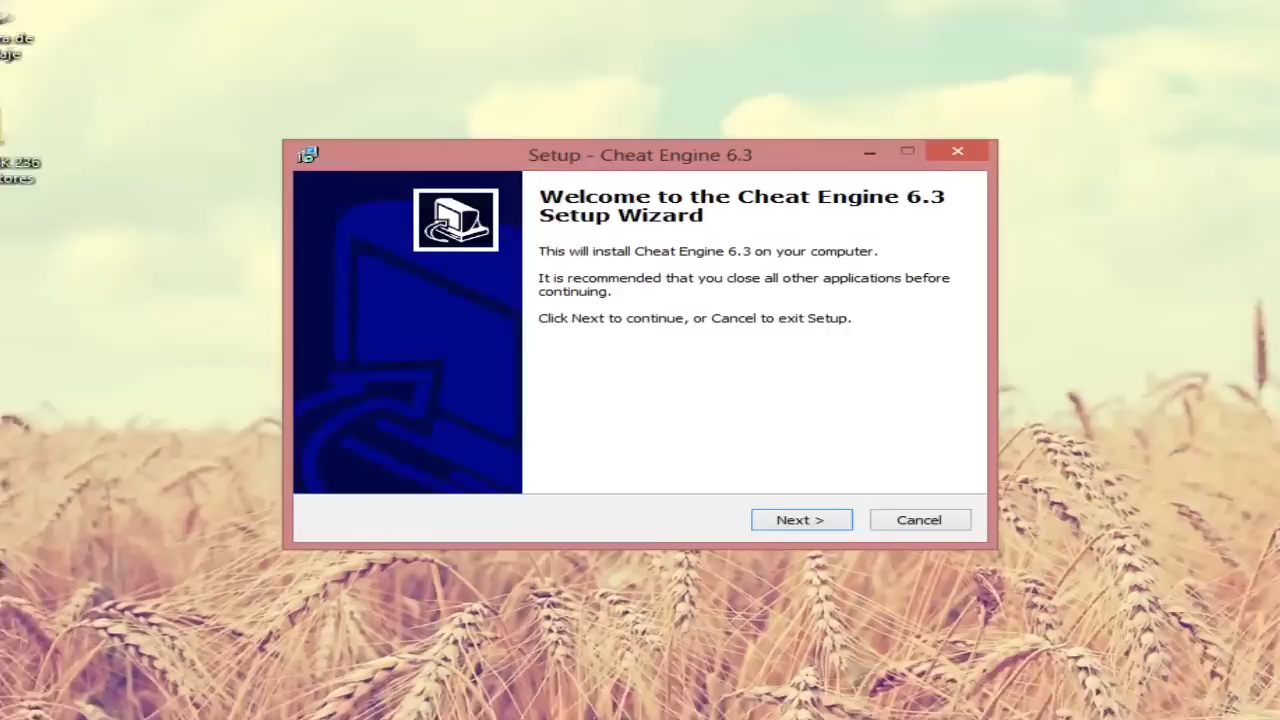 Setup - Cheat Engine 6.3
Welcome to the Cheat Engine 6.3
Setup Wizard
This will install Cheat Engine 6.3 on your computer.
It is recommended that you close all other applications before
continuing.
Click Next to continue, or Cancel to exit Setup.
Next >
Cancel